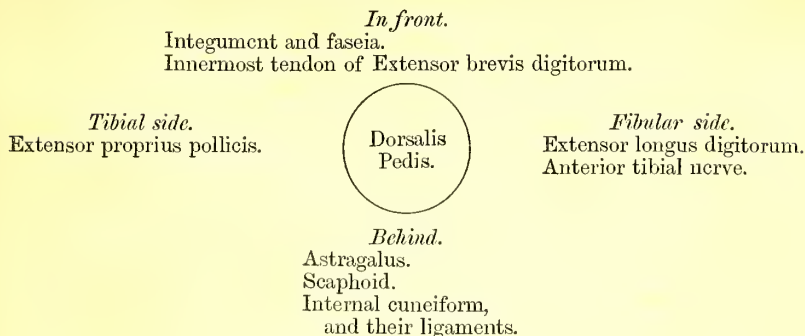 In front.
Integument and fascia.
Innermost tendon of Extensor brevis digitorum.
Tibial side.
Extensor proprius pollicis.
Dorsalis
Pedis.
Fibular side.
Extensor longus digitorum.
Anterior tibial nerve.
Behind.
Astragalus.
Scaphoid.
Internal cuneiform,
and their ligaments.